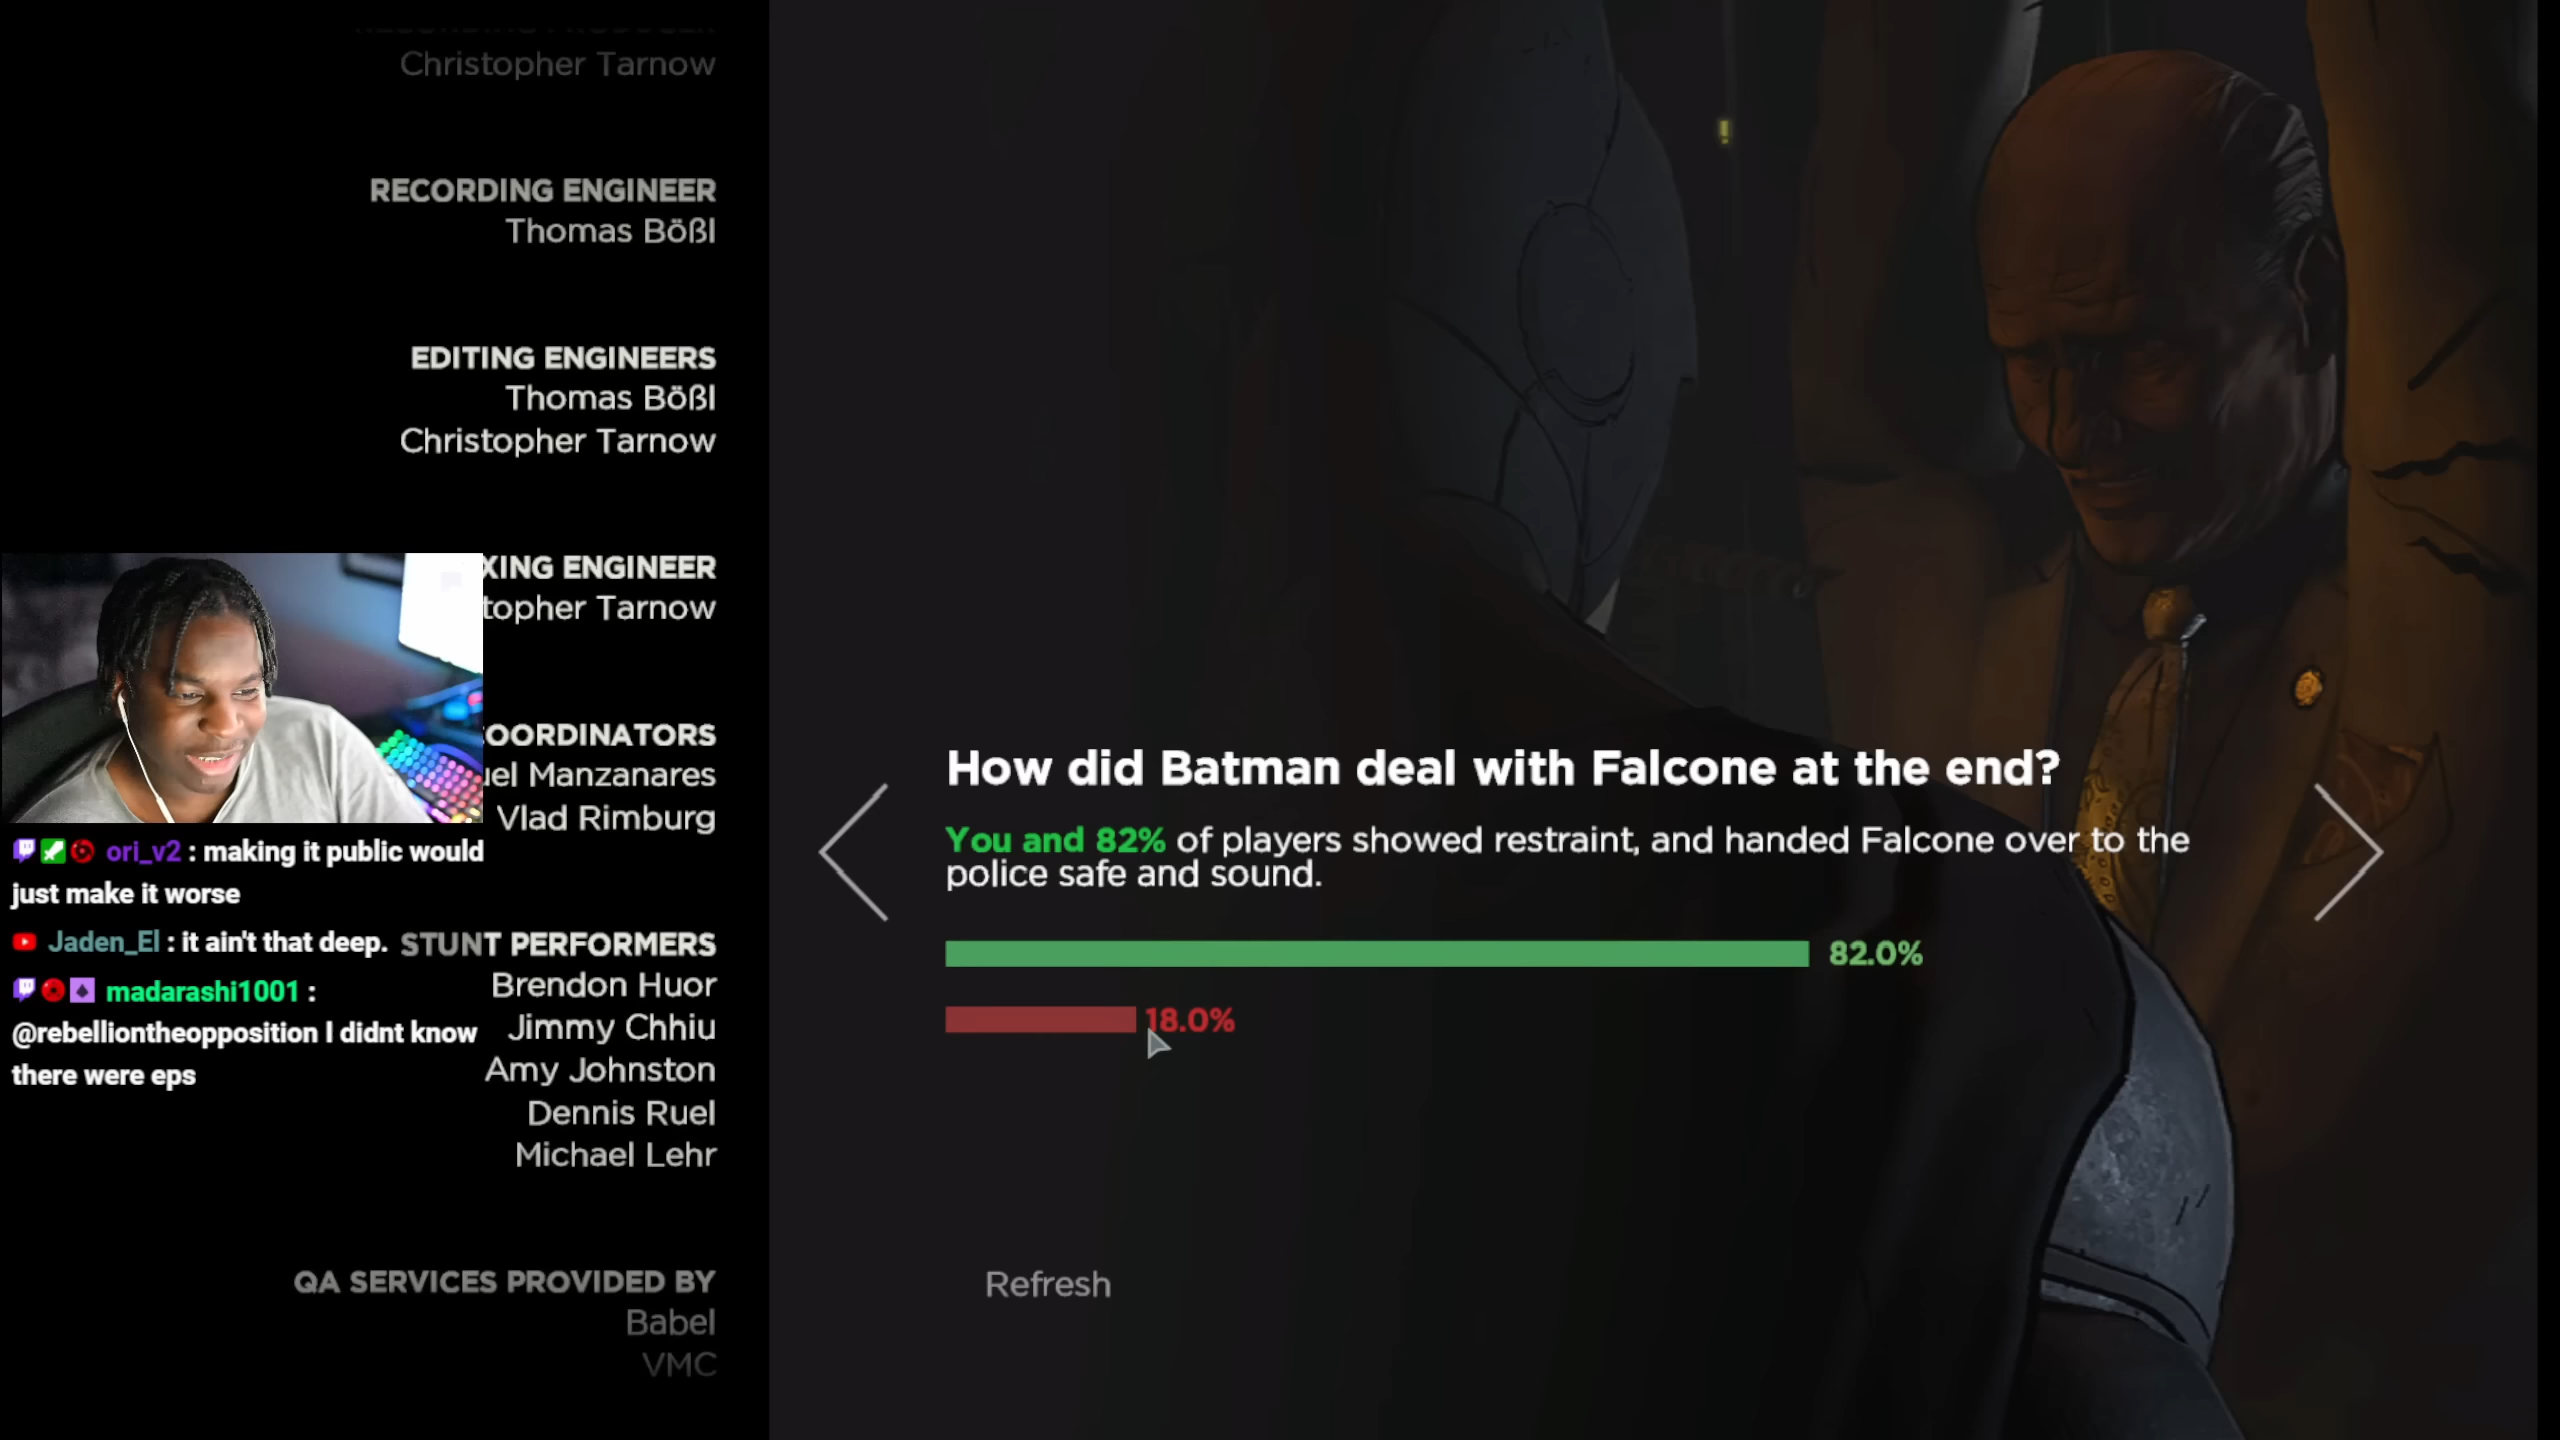 Christopher Tarnow
RECORDING ENGINEER
Thomas Bößl
EDITING ENGINEERS
Thomas Bößl
Christopher Tarnow
XING ENGINEER
topher Tarnow
OORDINATORS
uel Manzanares
Vlad Rimburg
STUNT PERFORMERS
Brendon Huor
Jimmy Chhiu
Amy Johnston
Dennis Ruel
Michael Lehr
QA SERVICES PROVIDED BY
Babel
VMC
ori_v2 : making it public would
just make it worse
Jaden_El : it ain't that deep.
madarashi1001 :
@rebelliontheopposition I didnt know
there were eps
How did Batman deal with Falcone at the end?
You and 82% of players showed restraint, and handed Falcone over to the
police safe and sound.
82.0%
18.0%
Refresh